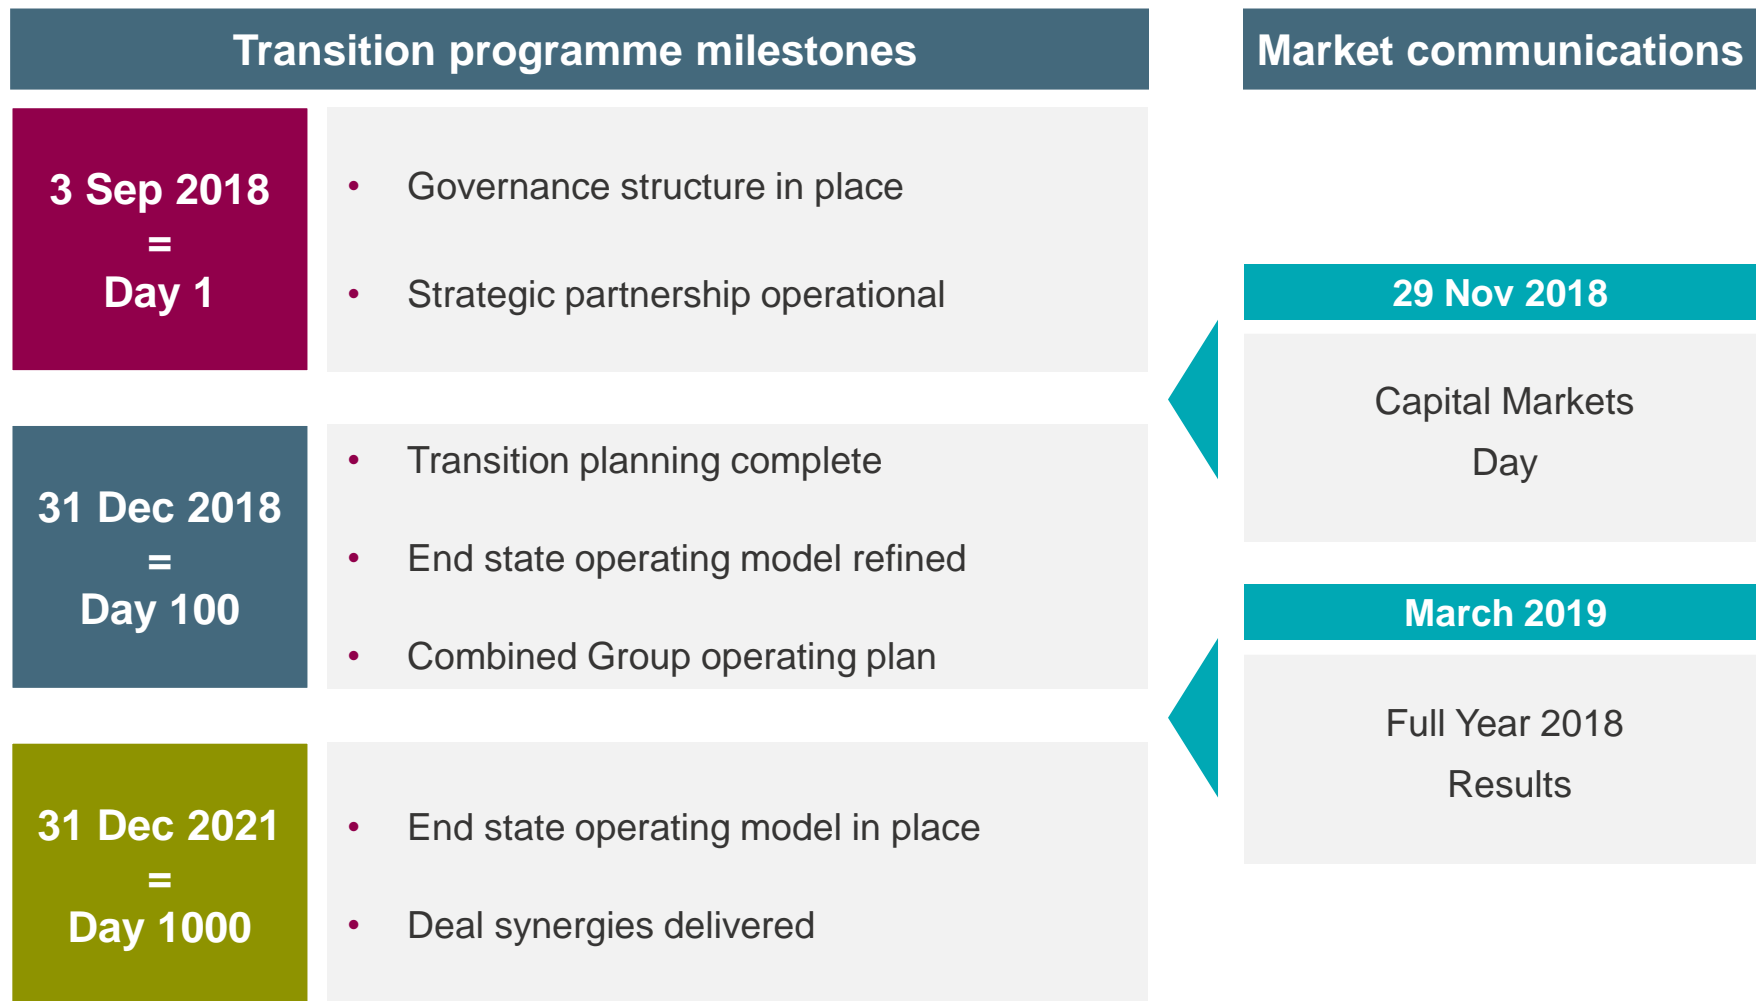 Transition programme milestones
3 Sep 2018
=
Day 1
• Governance structure in place
• Strategic partnership operational
31 Dec 2018
=
Day 100
• Transition planning complete
• End state operating model refined
• Combined Group operating plan
31 Dec 2021
=
Day 1000
• End state operating model in place
• Deal synergies delivered
Market communications
29 Nov 2018
Capital Markets
Day
March 2019
Full Year 2018
Results